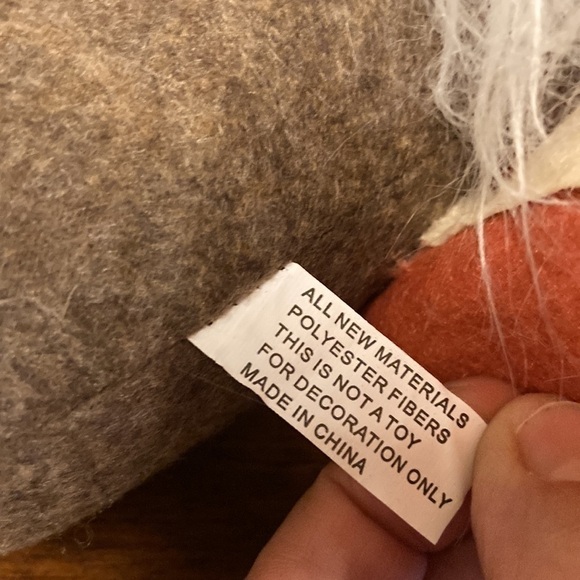 ALL NEW MATERIALS
POLYESTER FIBERS
THIS IS NOT A TOY
FOR DECORATION ONLY
MADE IN CHINA